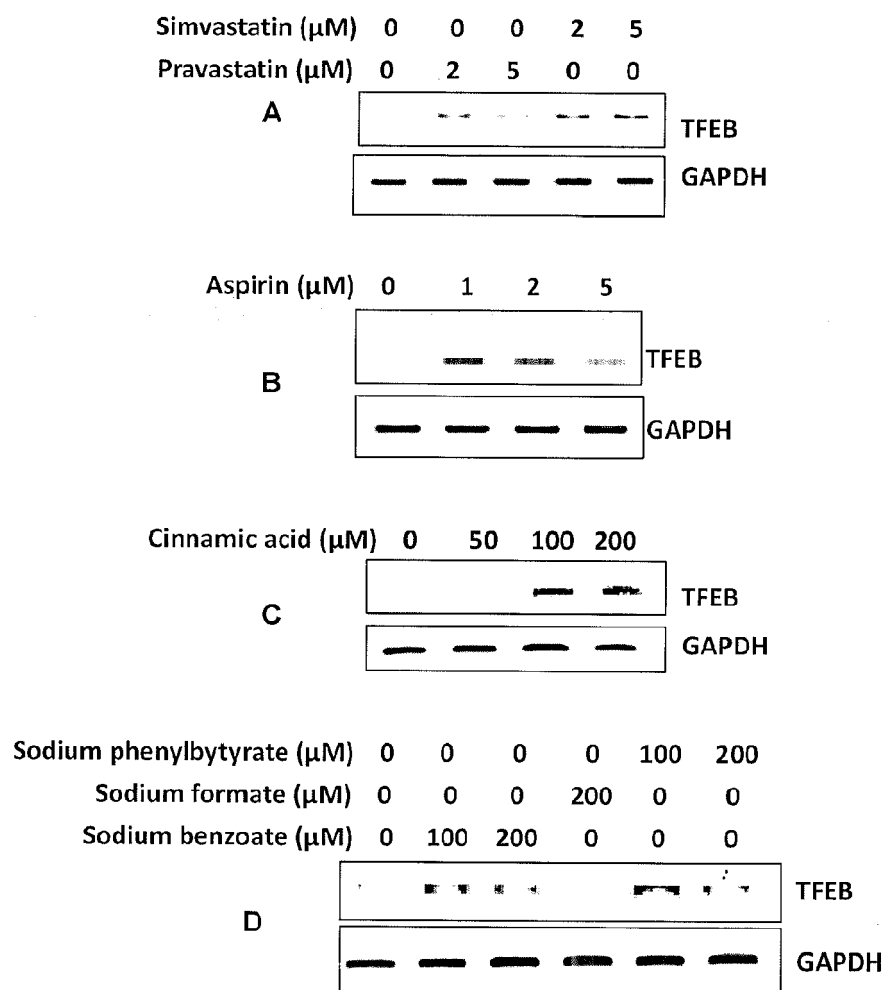 Simvastatin (μM) 0 0 0 2 5
Pravastatin (μM) 0 2 5 0 0
A
TFEB
GAPDH
Aspirin (μM) 0 1 2 5
TFEB
B
GAPDH
Cinnamic acid (μM) 0 50 100 200
TFEB
C
GAPDH
Sodium phenylbytyrate (μM) 0 0 0 0 100 200
Sodium formate (μM) 0 0 0 200 0 0
Sodium benzoate (μM) 0 100 200 0 0 0
TFEB
D
GAPDH